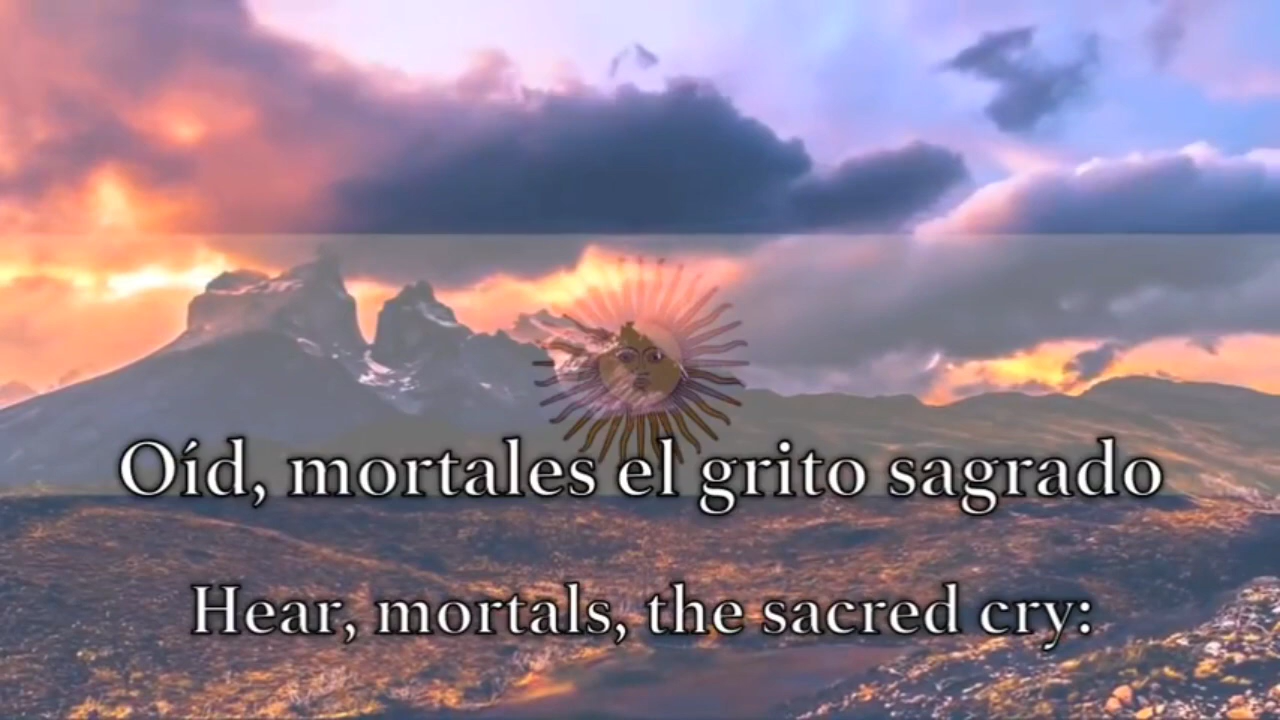 Oíd, mortales el grito sagrado
Hear, mortals, the sacred cry: